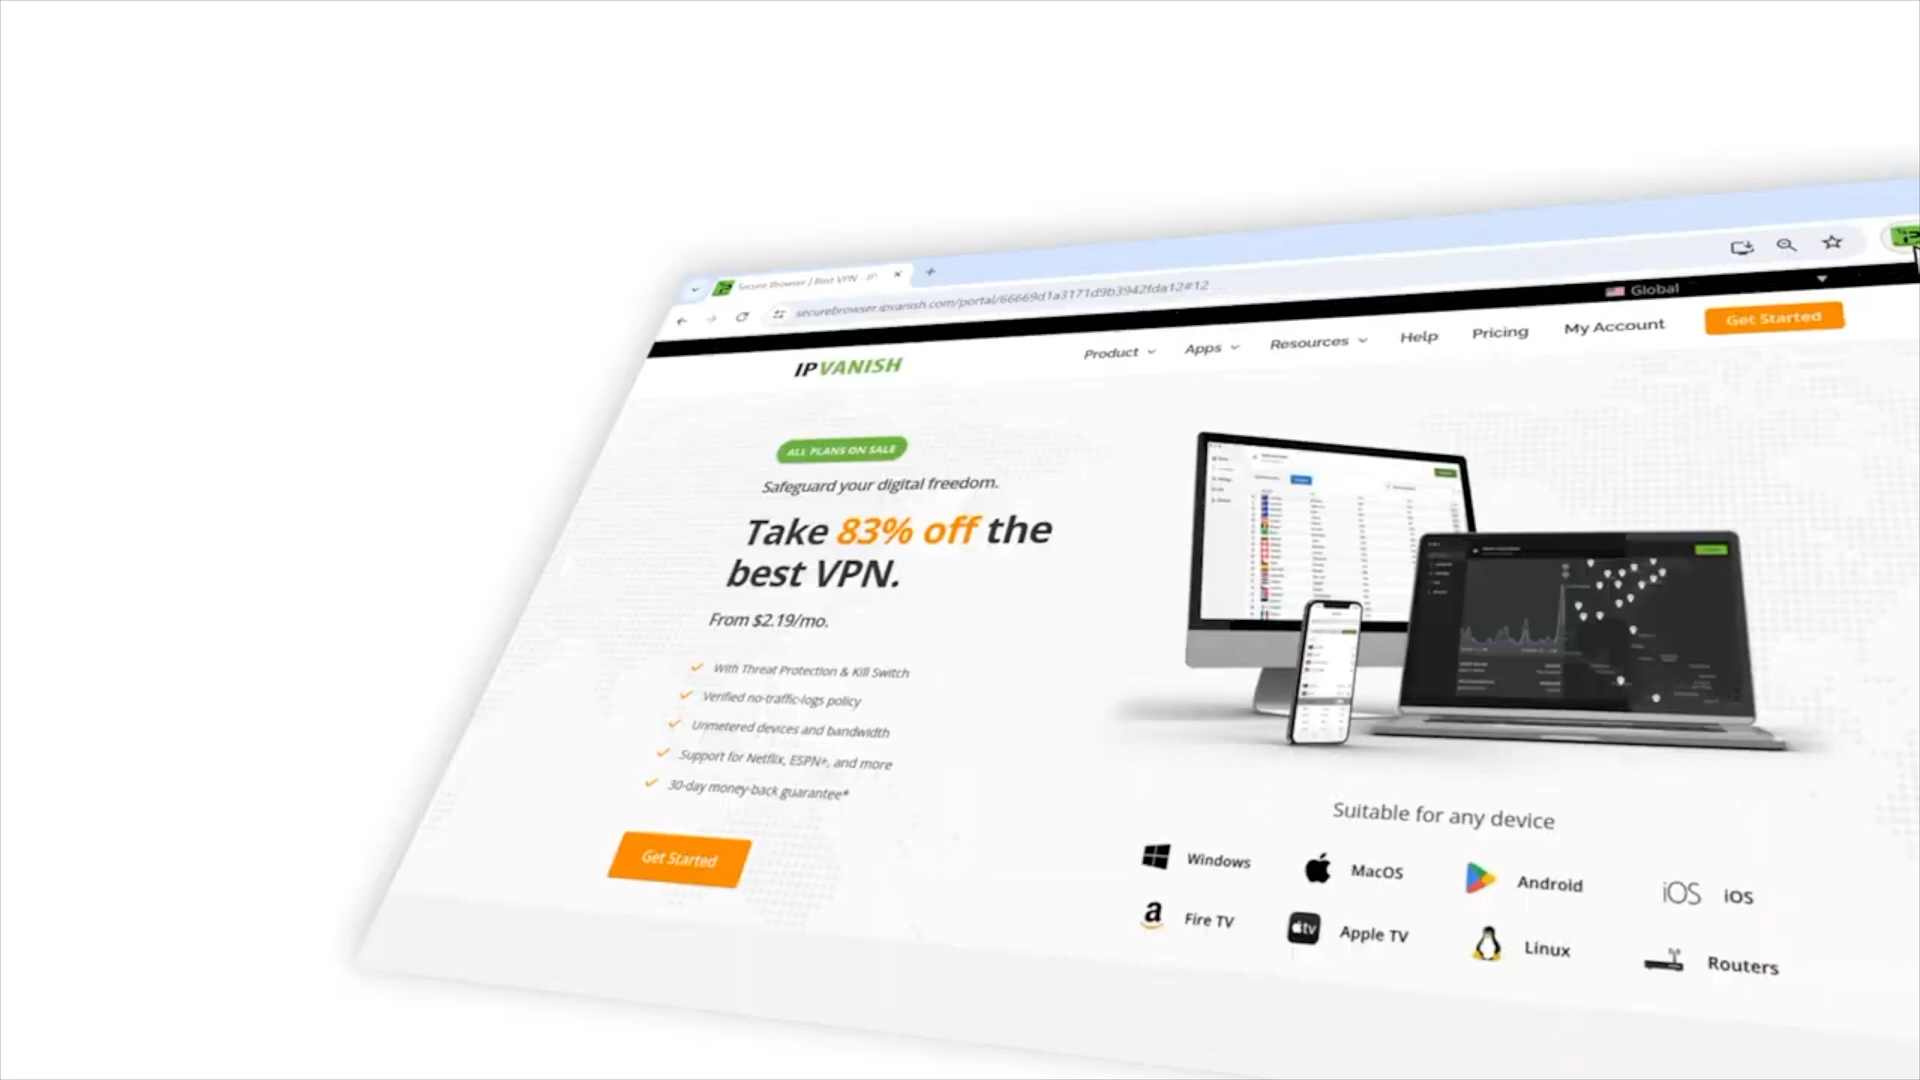 Secure Browser | Best VPN - IP
securebrowser.ipvanish.com/portal/66669d1a3171d9b3942fda12#12
Global
IPVANISH
Product
Apps
Resources
Help
Pricing
My Account
Get Started
ALL PLANS ON SALE
Safeguard your digital freedom.
Take 83% off the
best VPN.
From $2.19/mo.
With Threat Protection & Kill Switch
Verified no-traffic-logs policy
Unmetered devices and bandwidth
Support for Netflix, ESPN+, and more
30-day money-back guarantee*
Get Started
Suitable for any device
Windows
MacOS
Android
iOS iOS
Fire TV
tv Apple TV
Linux
Routers